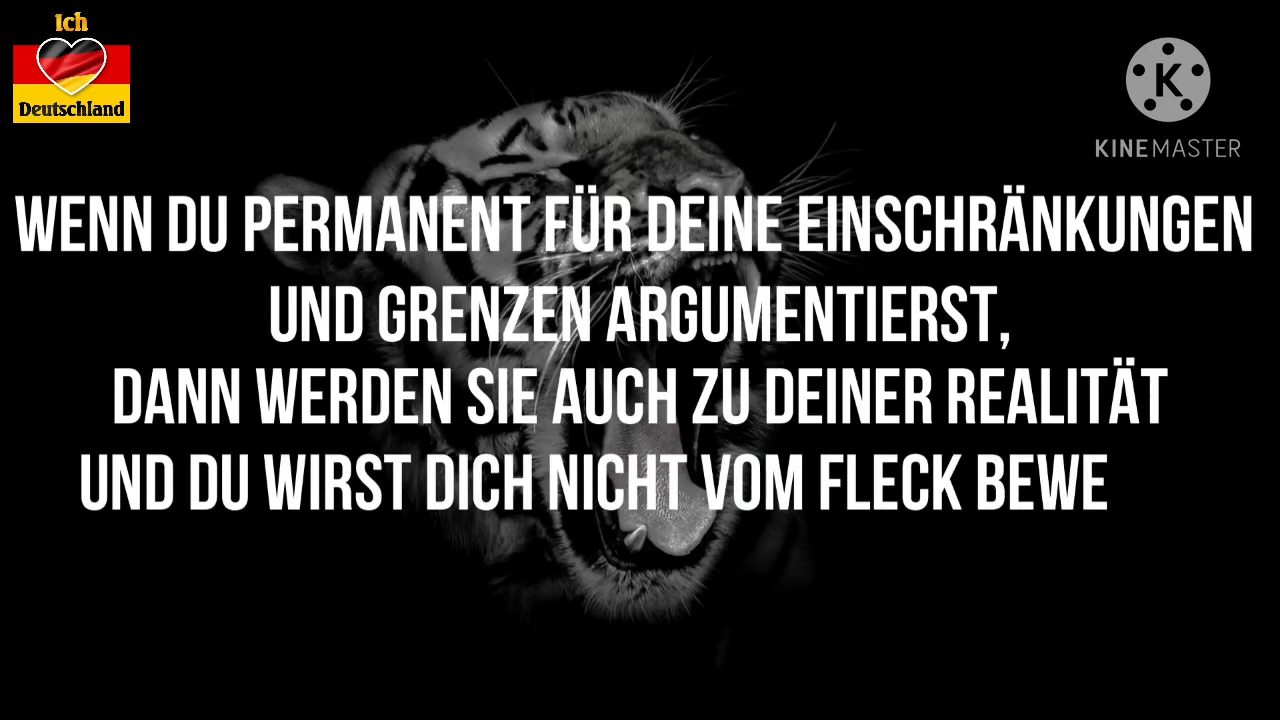 Ich
Deutschland
K
KINEMASTER
WENN DU PERMANENT FÜR DEINE EINSCHRÄNKUNGEN
UND GRENZEN ARGUMENTIERST,
DANN WERDEN SIE AUCH ZU DEINER REALITÄT
UND DU WIRST DICH NICHT VOM FLECK BEWE